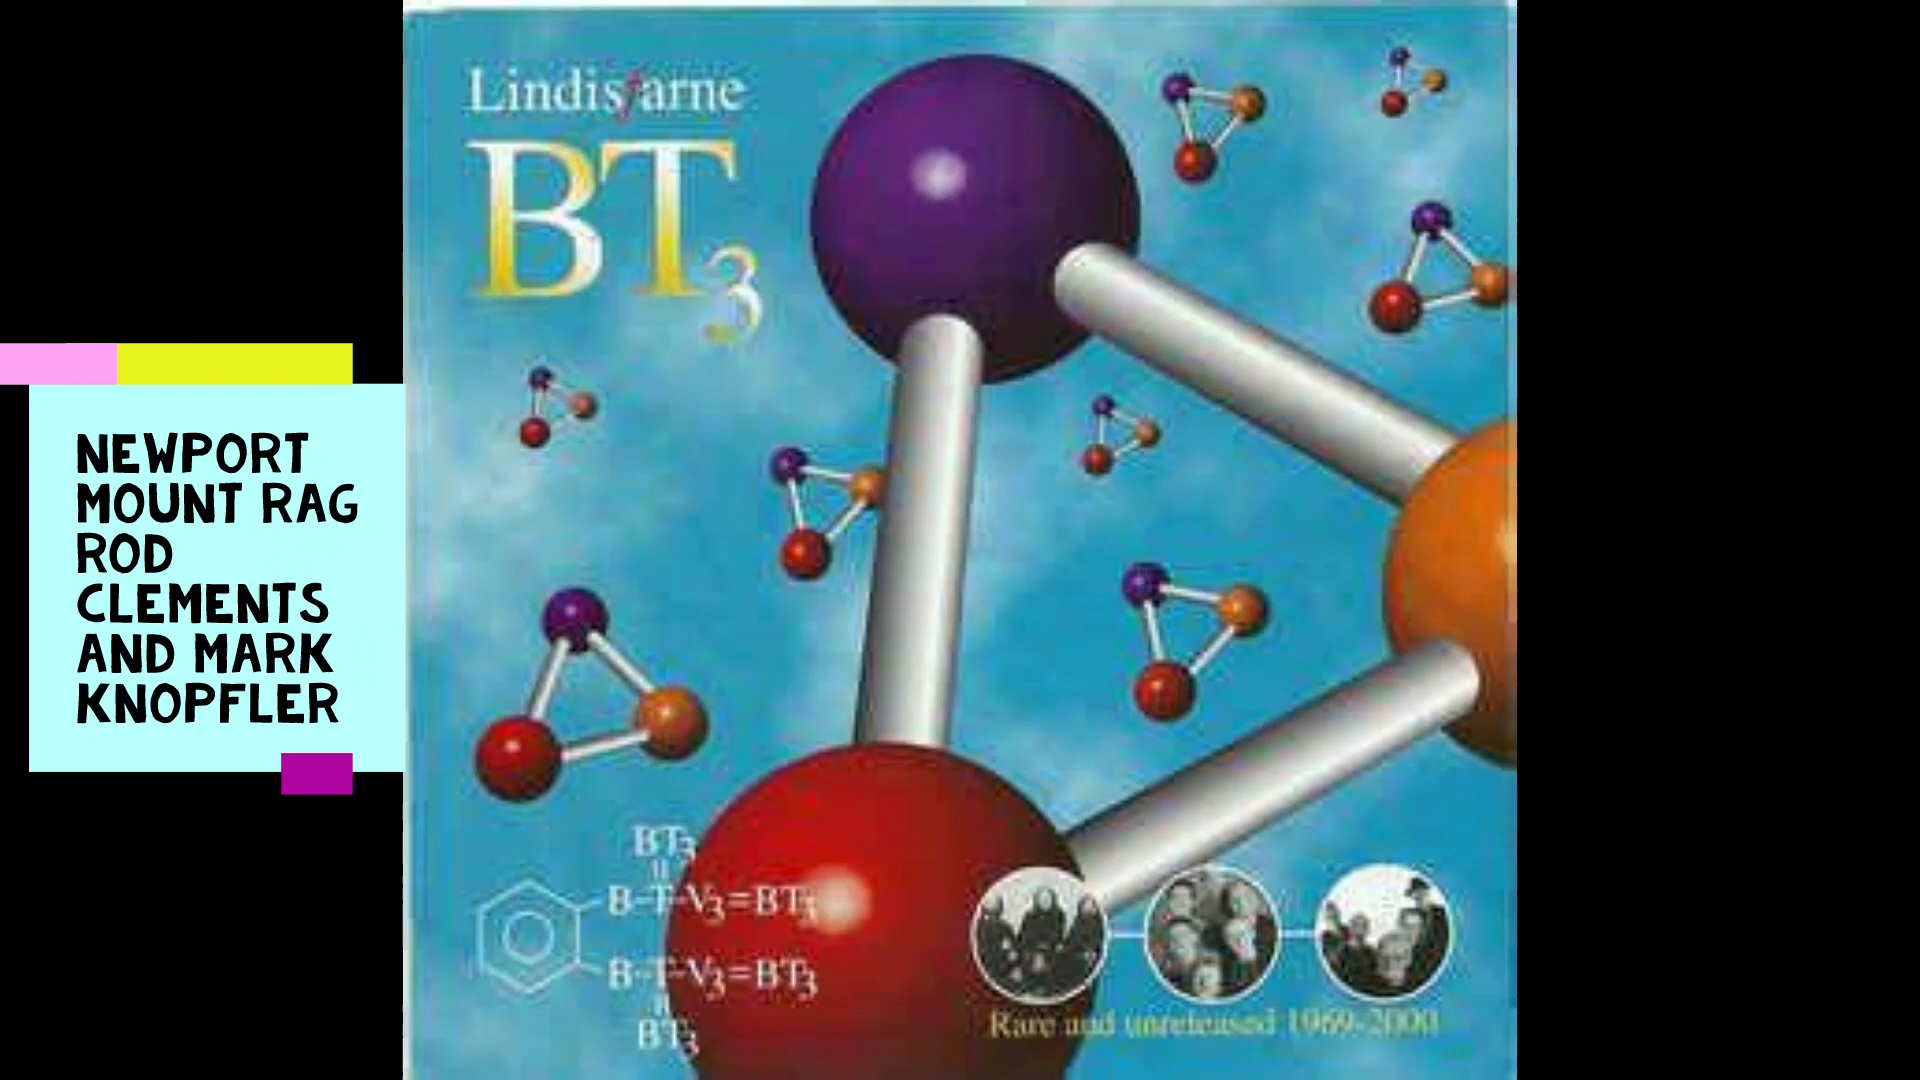 NEWPORT
MOUNT RAG
ROD
CLEMENTS
AND MARK
KNOPFLER
Lindisfarne
BT3
BT3
B-T-V3=BT3
B-T-V3=BT3
BT3
Rare and unreleased 1969-2000